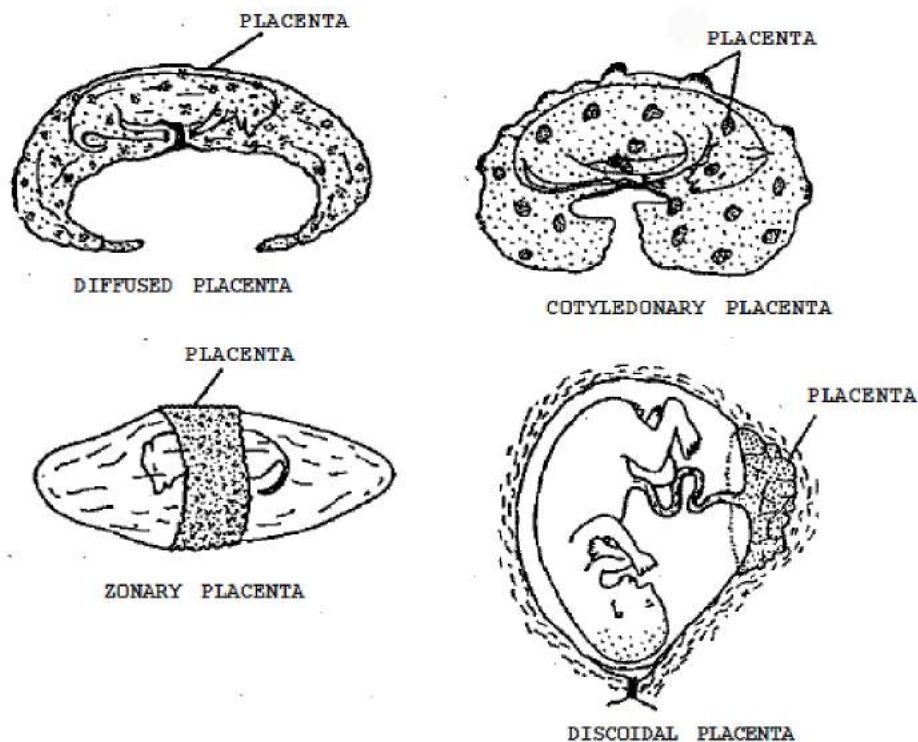 PLACENTA
PLACENTA
DIFFUSED PLACENTA
COTYLEDONARY PLACENTA
PLACENTA
PLACENTA
ZONARY PLACENTA
DISCOIDAL PLACENTA